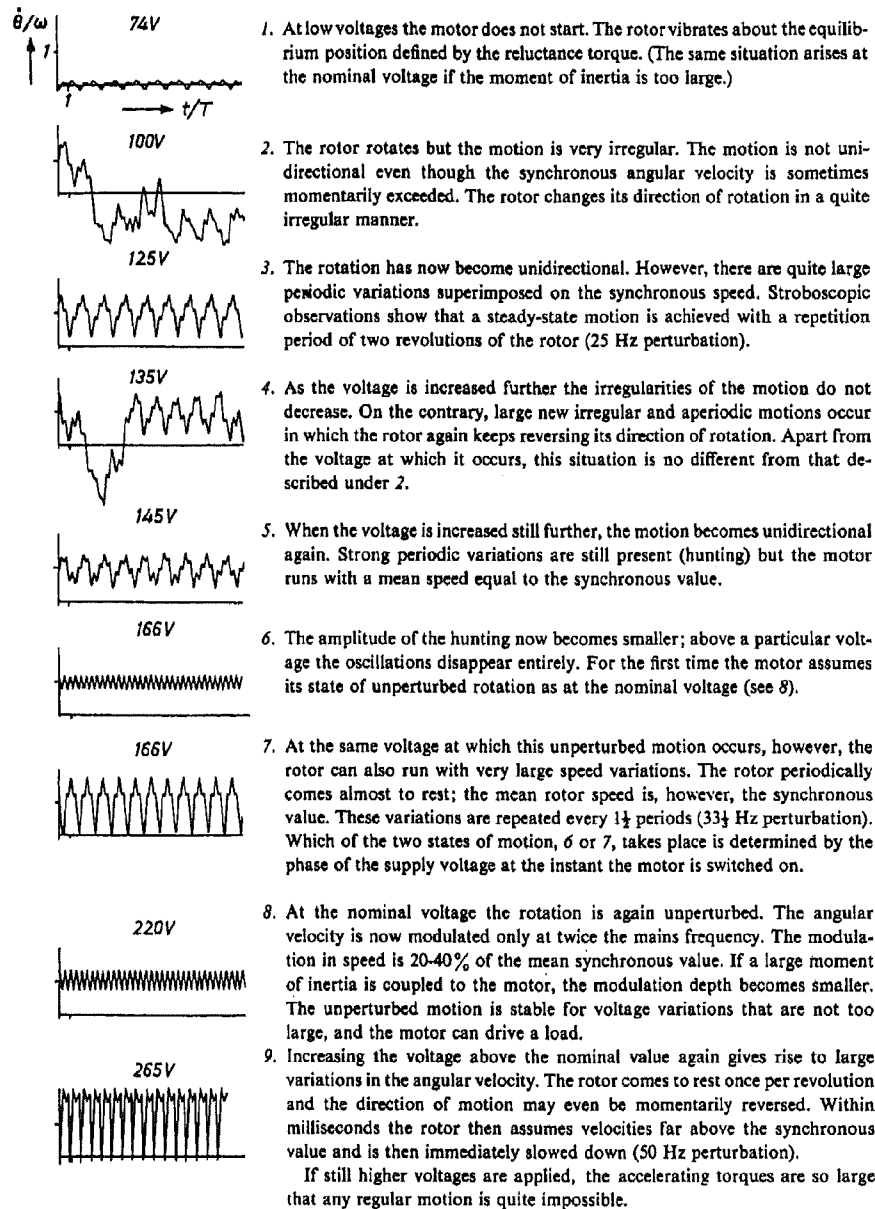 θ̇/ω
74V
1
1
t/T
1. At low voltages the motor does not start. The rotor vibrates about the equilib-
rium position defined by the reluctance torque. (The same situation arises at
the nominal voltage if the moment of inertia is too large.)
100V
2. The rotor rotates but the motion is very irregular. The motion is not uni-
directional even though the synchronous angular velocity is sometimes
momentarily exceeded. The rotor changes its direction of rotation in a quite
irregular manner.
125V
3. The rotation has now become unidirectional. However, there are quite large
periodic variations superimposed on the synchronous speed. Stroboscopic
observations show that a steady-state motion is achieved with a repetition
period of two revolutions of the rotor (25 Hz perturbation).
135V
4. As the voltage is increased further the irregularities of the motion do not
decrease. On the contrary, large new irregular and aperiodic motions occur
in which the rotor again keeps reversing its direction of rotation. Apart from
the voltage at which it occurs, this situation is no different from that de-
scribed under 2.
145V
5. When the voltage is increased still further, the motion becomes unidirectional
again. Strong periodic variations are still present (hunting) but the motor
runs with a mean speed equal to the synchronous value.
166V
6. The amplitude of the hunting now becomes smaller; above a particular volt-
age the oscillations disappear entirely. For the first time the motor assumes
its state of unperturbed rotation as at the nominal voltage (see 8).
166V
7. At the same voltage at which this unperturbed motion occurs, however, the
rotor can also run with very large speed variations. The rotor periodically
comes almost to rest; the mean rotor speed is, however, the synchronous
value. These variations are repeated every 1½ periods (33⅓ Hz perturbation).
Which of the two states of motion, 6 or 7, takes place is determined by the
phase of the supply voltage at the instant the motor is switched on.
220V
8. At the nominal voltage the rotation is again unperturbed. The angular
velocity is now modulated only at twice the mains frequency. The modula-
tion in speed is 20-40% of the mean synchronous value. If a large moment
of inertia is coupled to the motor, the modulation depth becomes smaller.
The unperturbed motion is stable for voltage variations that are not too
large, and the motor can drive a load.
265V
9. Increasing the voltage above the nominal value again gives rise to large
variations in the angular velocity. The rotor comes to rest once per revolution
and the direction of motion may even be momentarily reversed. Within
milliseconds the rotor then assumes velocities far above the synchronous
value and is then immediately slowed down (50 Hz perturbation).
If still higher voltages are applied, the accelerating torques are so large
that any regular motion is quite impossible.